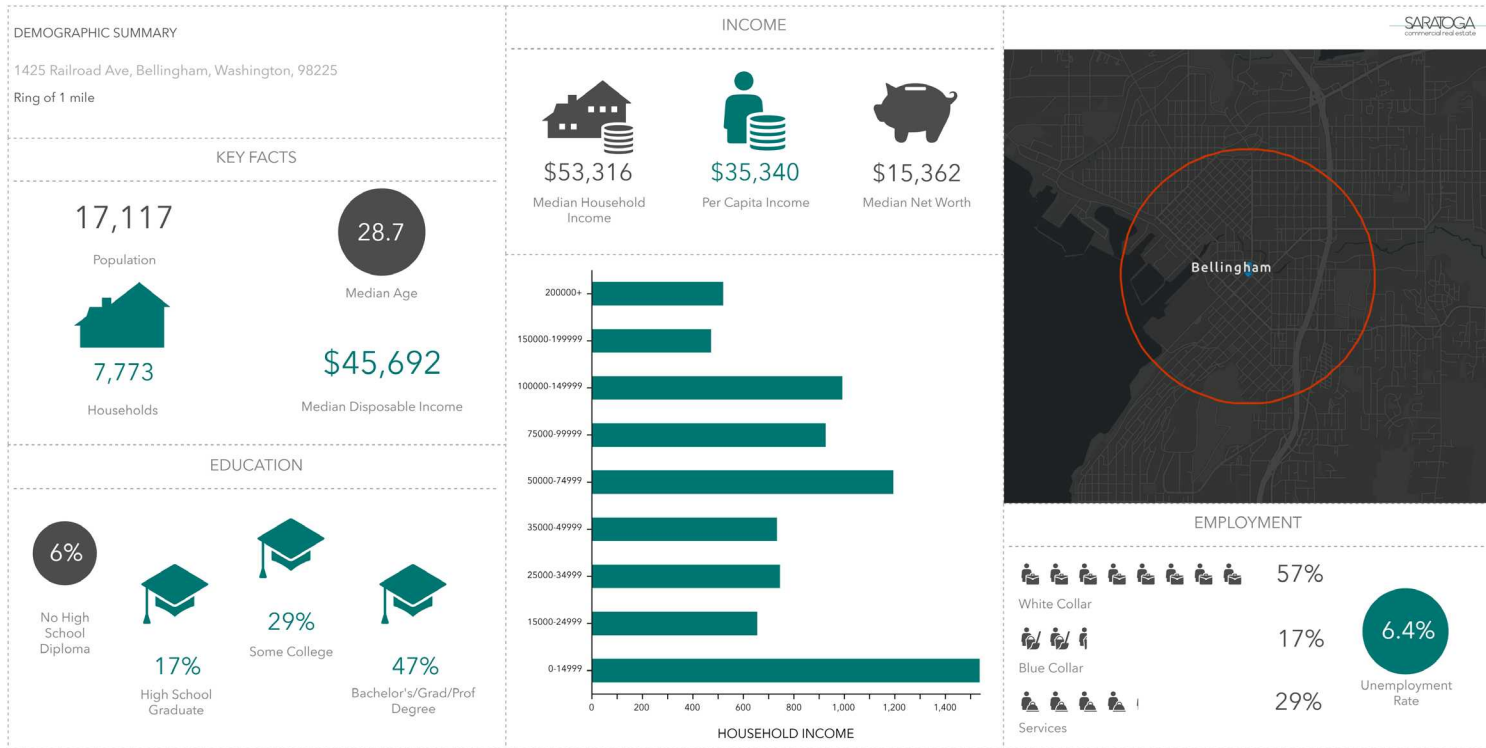 DEMOGRAPHIC SUMMARY
1425 Railroad Ave, Bellingham, Washington, 98225
Ring of 1 mile
KEY FACTS
17,117
Population
28.7
Median Age
7,773
Households
$45,692
Median Disposable Income
EDUCATION
6%
No High
School
Diploma
17%
High School
Graduate
29%
Some College
47%
Bachelor's/Grad/Prof
Degree
INCOME
$53,316
Median Household
Income
$35,340
Per Capita Income
$15,362
Median Net Worth
200000+
150000-199999
100000-149999
75000-99999
50000-74999
35000-49999
25000-34999
15000-24999
0-14999
0 200 400 600 800 1,000 1,200 1,400
HOUSEHOLD INCOME
SARATOGA
commercial real estate
Bellingham
EMPLOYMENT
57%
White Collar
17%
Blue Collar
29%
Services
6.4%
Unemployment
Rate